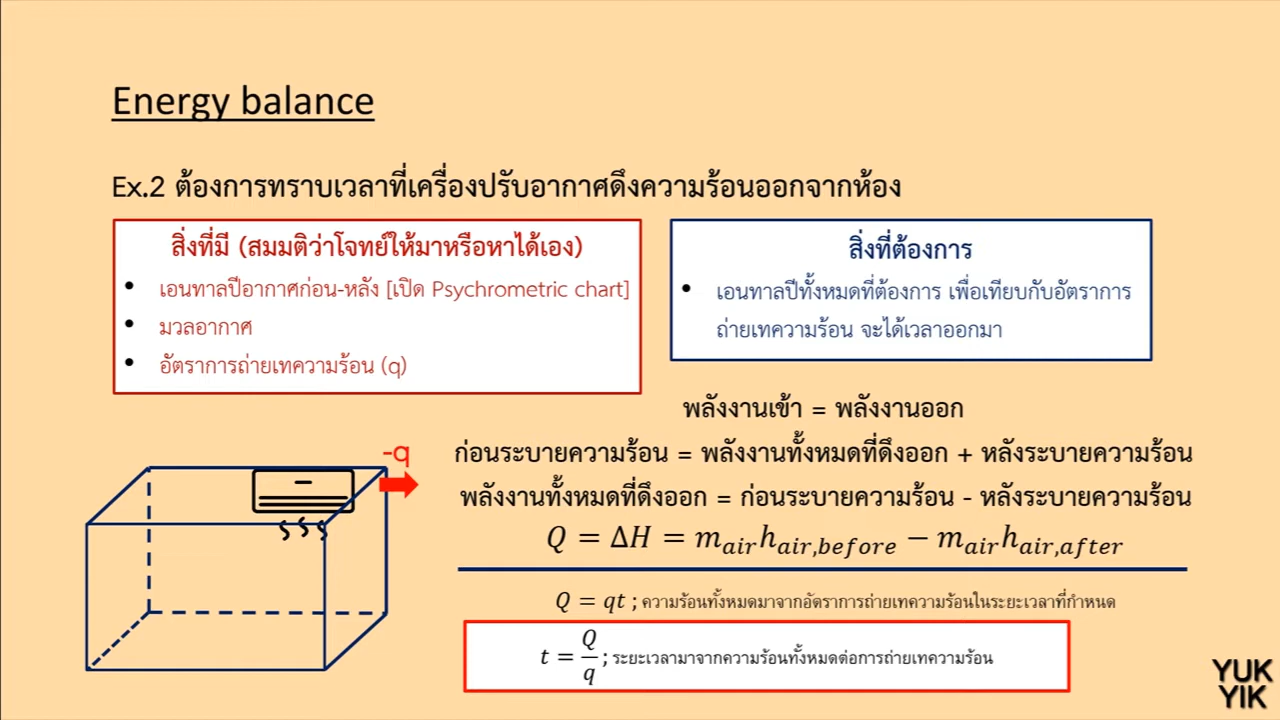 Energy balance
Ex.2 ต้องการทราบเวลาที่เครื่องปรับอากาศดึงความร้อนออกจากห้อง
สิ่งที่มี (สมมติว่าโจทย์ให้มาหรือหาได้เอง)
• เอนทาลปีอากาศก่อน-หลัง [เปิด Psychrometric chart]
• มวลอากาศ
• อัตราการถ่ายเทความร้อน (q)
สิ่งที่ต้องการ
• เอนทาลปีทั้งหมดที่ต้องการ เพื่อเทียบกับอัตราการ
ถ่ายเทความร้อน จะได้เวลาออกมา
พลังงานเข้า = พลังงานออก
ก่อนระบายความร้อน = พลังงานทั้งหมดที่ดึงออก + หลังระบายความร้อน
พลังงานทั้งหมดที่ดึงออก = ก่อนระบายความร้อน - หลังระบายความร้อน
Q = ΔH = m_{air}h_{air,before} − m_{air}h_{air,after}
-q
Q = qt ; ความร้อนทั้งหมดมาจากอัตราการถ่ายเทความร้อนในระยะเวลาที่กำหนด
t = \frac{Q}{q} ; ระยะเวลามาจากความร้อนทั้งหมดต่อการถ่ายเทความร้อน
YUK
YIK